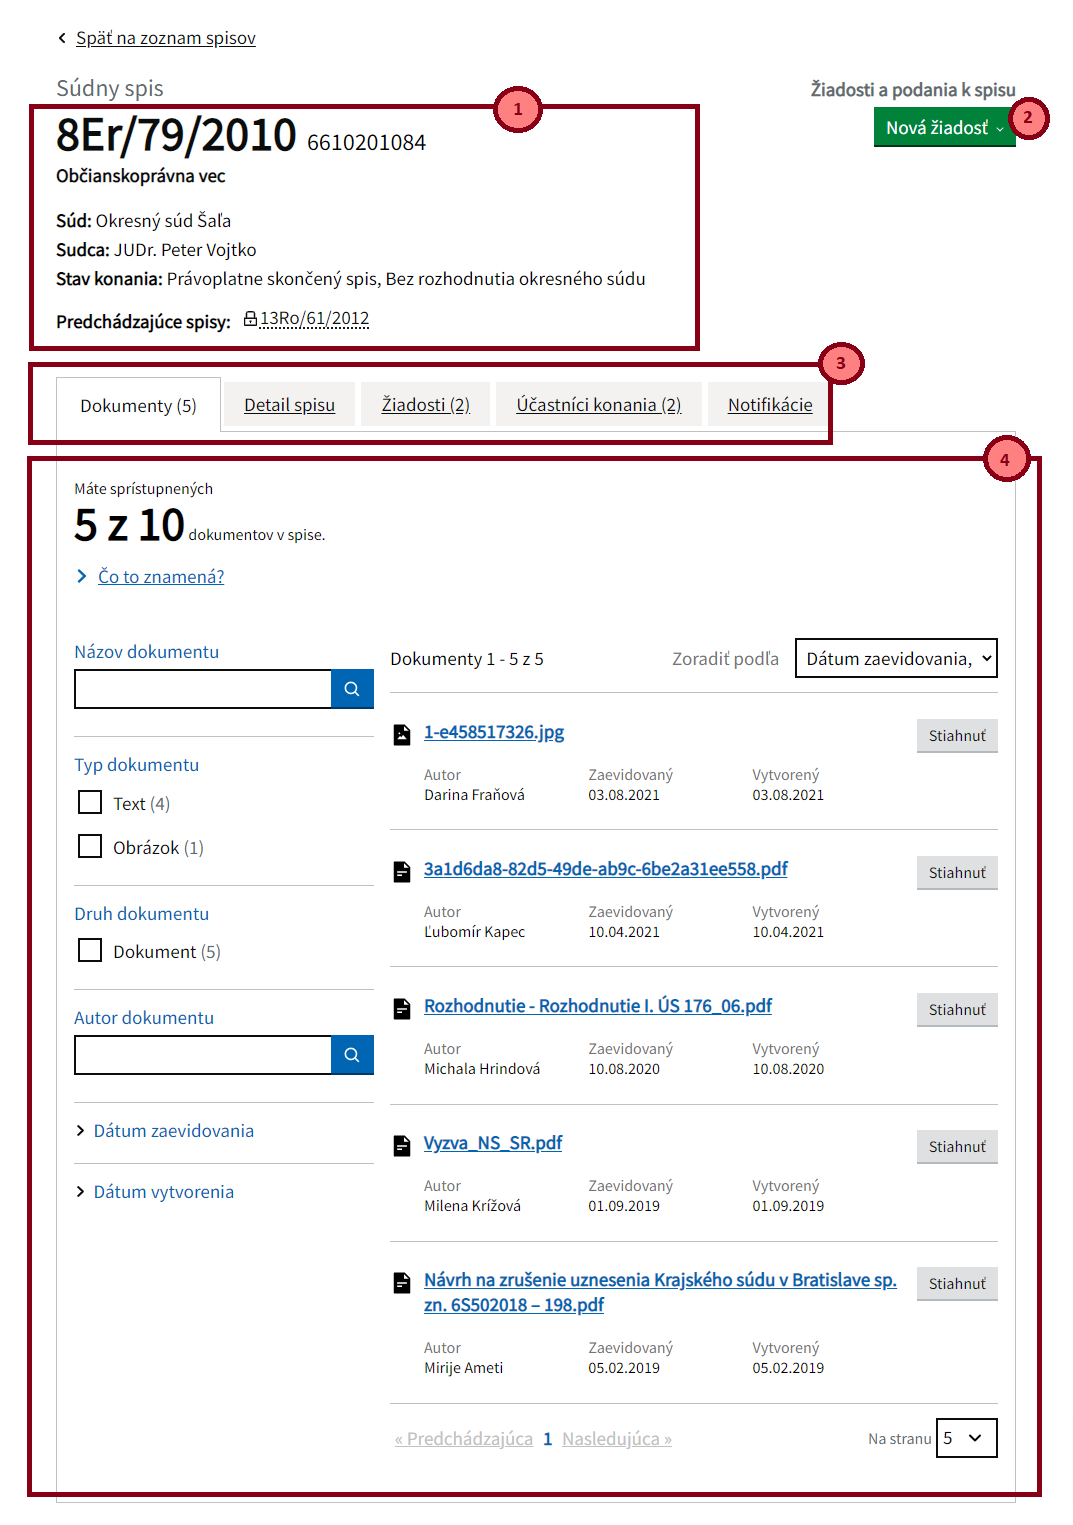 Späť na zoznam spisov
Súdny spis
Žiadosti a podania k spisu
1
8Er/79/2010 6610201084
Nová žiadosť
2
Občianskoprávna vec
Súd: Okresný súd Šaľa
Sudca: JUDr. Peter Vojtko
Stav konania: Právoplatne skončený spis, Bez rozhodnutia okresného súdu
Predchádzajúce spisy: 13Ro/61/2012
3
Dokumenty (5) Detail spisu Žiadosti (2) Účastníci konania (2) Notifikácie
4
Máte sprístupnených
5 z 10 dokumentov v spise.
Čo to znamená?
Názov dokumentu
Typ dokumentu
Text (4)
Obrázok (1)
Druh dokumentu
Dokument (5)
Autor dokumentu
Dátum zaevidovania
Dátum vytvorenia
Dokumenty 1 - 5 z 5 Zoradiť podľa Dátum zaevidovania,
1-e458517326.jpg Stiahnuť
Autor Zaevidovaný Vytvorený
Darina Fraňová 03.08.2021 03.08.2021
3a1d6da8-82d5-49de-ab9c-6be2a31ee558.pdf Stiahnuť
Autor Zaevidovaný Vytvorený
Ľubomír Kapec 10.04.2021 10.04.2021
Rozhodnutie - Rozhodnutie I. ÚS 176_06.pdf Stiahnuť
Autor Zaevidovaný Vytvorený
Michala Hrindová 10.08.2020 10.08.2020
Vyzva_NS_SR.pdf Stiahnuť
Autor Zaevidovaný Vytvorený
Milena Krížová 01.09.2019 01.09.2019
Návrh na zrušenie uznesenia Krajského súdu v Bratislave sp. Stiahnuť
zn. 6S502018 – 198.pdf
Autor Zaevidovaný Vytvorený
Mirije Ameti 05.02.2019 05.02.2019
« Predchádzajúca 1 Nasledujúca » Na stranu 5